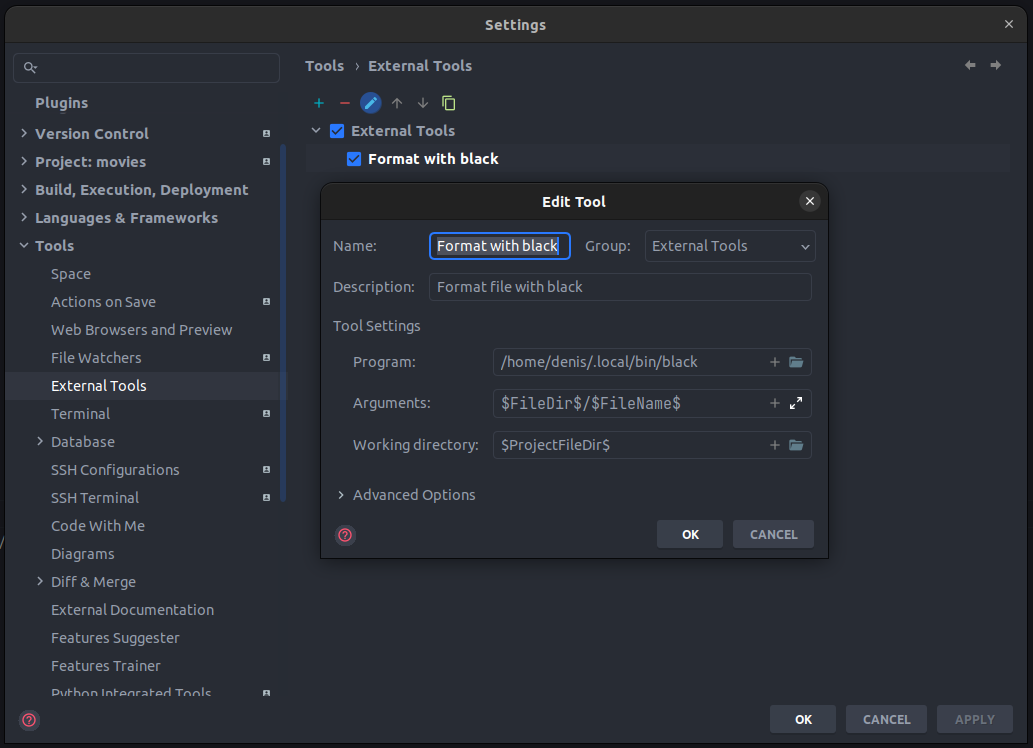 Settings
Tools › External Tools
Plugins
Version Control
Project: movies
Build, Execution, Deployment
Languages & Frameworks
Tools
Space
Actions on Save
Web Browsers and Preview
File Watchers
External Tools
Terminal
Database
SSH Configurations
SSH Terminal
Code With Me
Diagrams
Diff & Merge
External Documentation
Features Suggester
Features Trainer
Python Integrated Tools
External Tools
Format with black
Edit Tool
Name: Format with black Group: External Tools
Description: Format file with black
Tool Settings
Program: /home/denis/.local/bin/black
Arguments: $FileDir$/$FileName$
Working directory: $ProjectFileDir$
Advanced Options
OK CANCEL
OK CANCEL APPLY